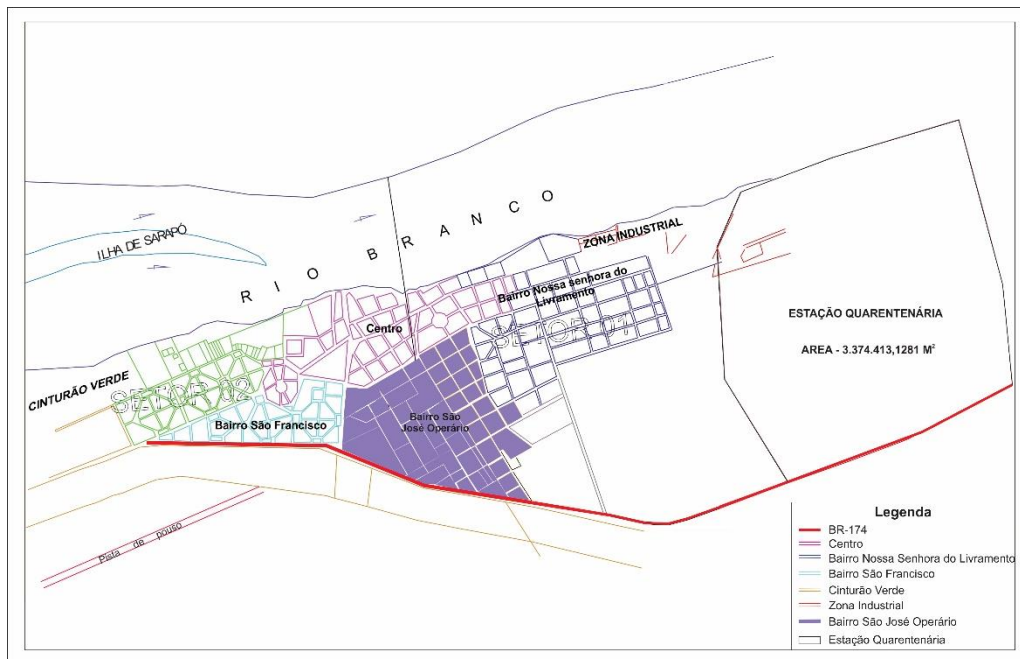 ILHA DE SARAPÓ
RIO BRANCO
ZONA INDUSTRIAL
Bairro Nossa senhora do
Livramento
Centro
SETOR 01
ESTAÇÃO QUARENTENÁRIA
AREA - 3.374.413,1281 M²
CINTURÃO VERDE
SETOR 02
Bairro São Francisco
Bairro São
José Operário
Pista de pouso
Legenda
BR-174
Centro
Bairro Nossa Senhora do Livramento
Bairro São Francisco
Cinturão Verde
Zona Industrial
Bairro São José Operário
Estação Quarentenária